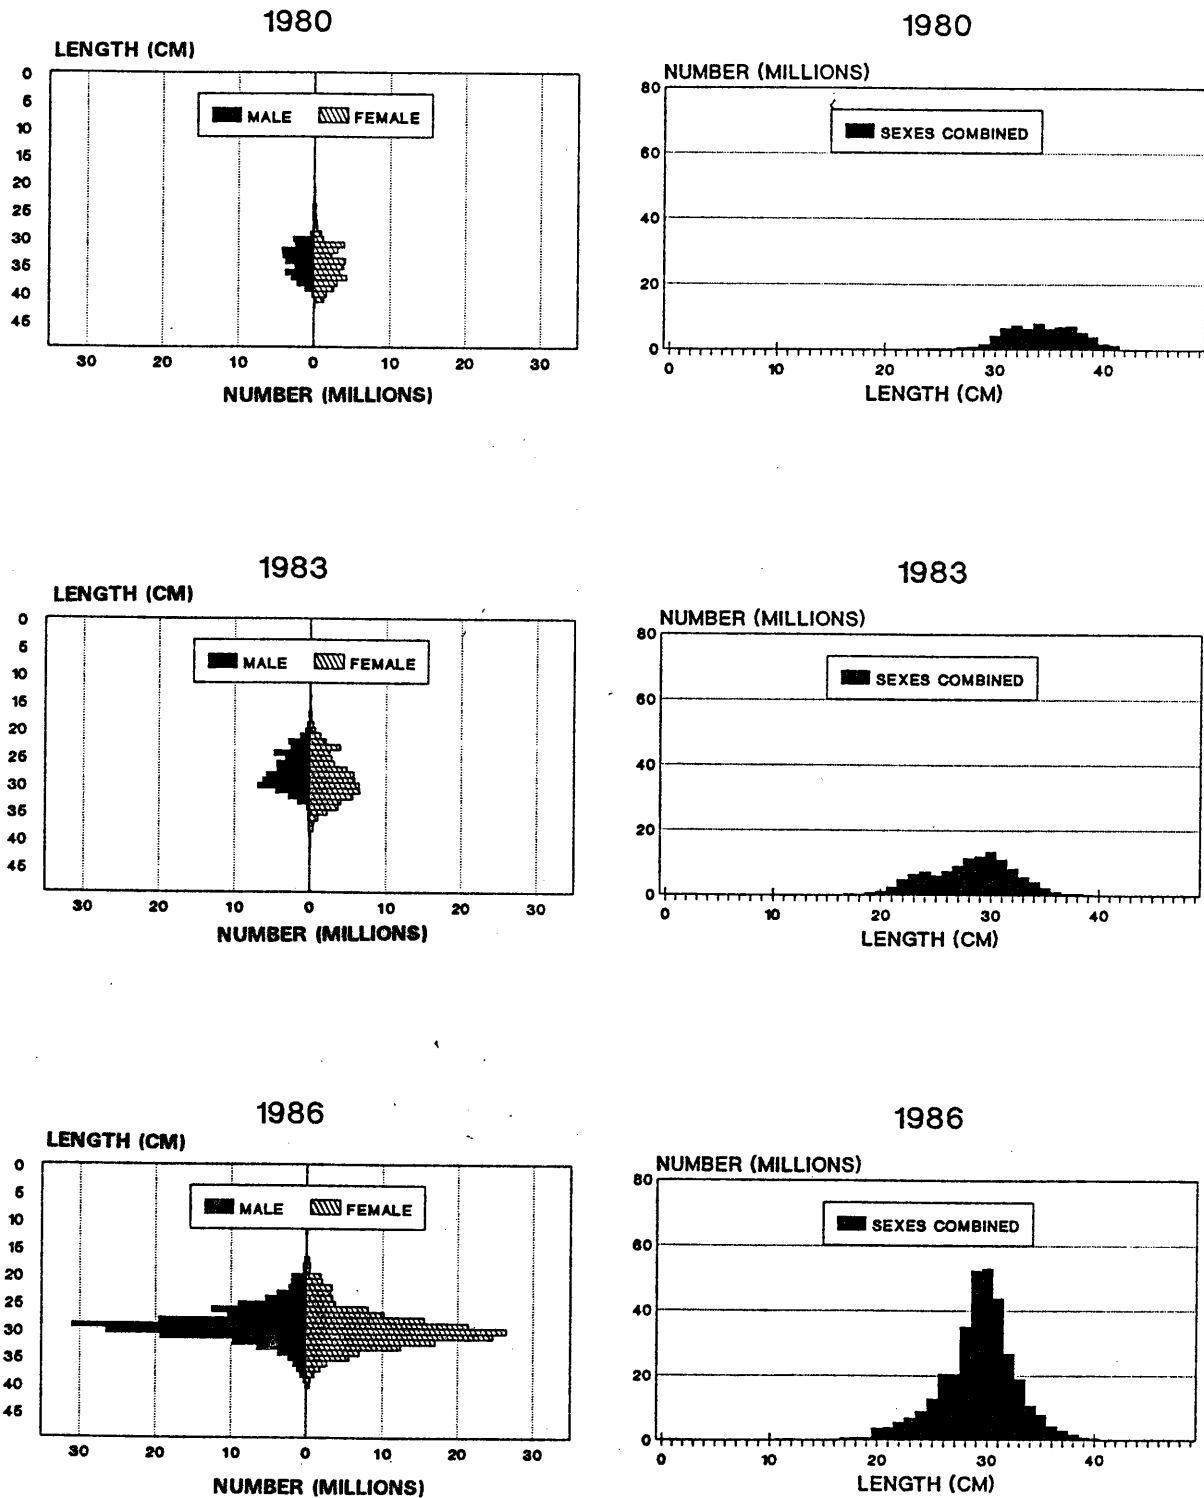 1980
LENGTH (CM)
0
5
10
15
20
25
30
35
40
45
MALE FEMALE
30 20 10 0 10 20 30
NUMBER (MILLIONS)
1980
NUMBER (MILLIONS)
80
60
40
20
0
SEXES COMBINED
0 10 20 30 40
LENGTH (CM)
1983
LENGTH (CM)
0
5
10
15
20
25
30
35
40
45
MALE FEMALE
30 20 10 0 10 20 30
NUMBER (MILLIONS)
1983
NUMBER (MILLIONS)
80
60
40
20
0
SEXES COMBINED
0 10 20 30 40
LENGTH (CM)
1986
LENGTH (CM)
0
5
10
15
20
25
30
35
40
45
MALE FEMALE
30 20 10 0 10 20 30
NUMBER (MILLIONS)
1986
NUMBER (MILLIONS)
80
60
40
20
0
SEXES COMBINED
0 10 20 30 40
LENGTH (CM)